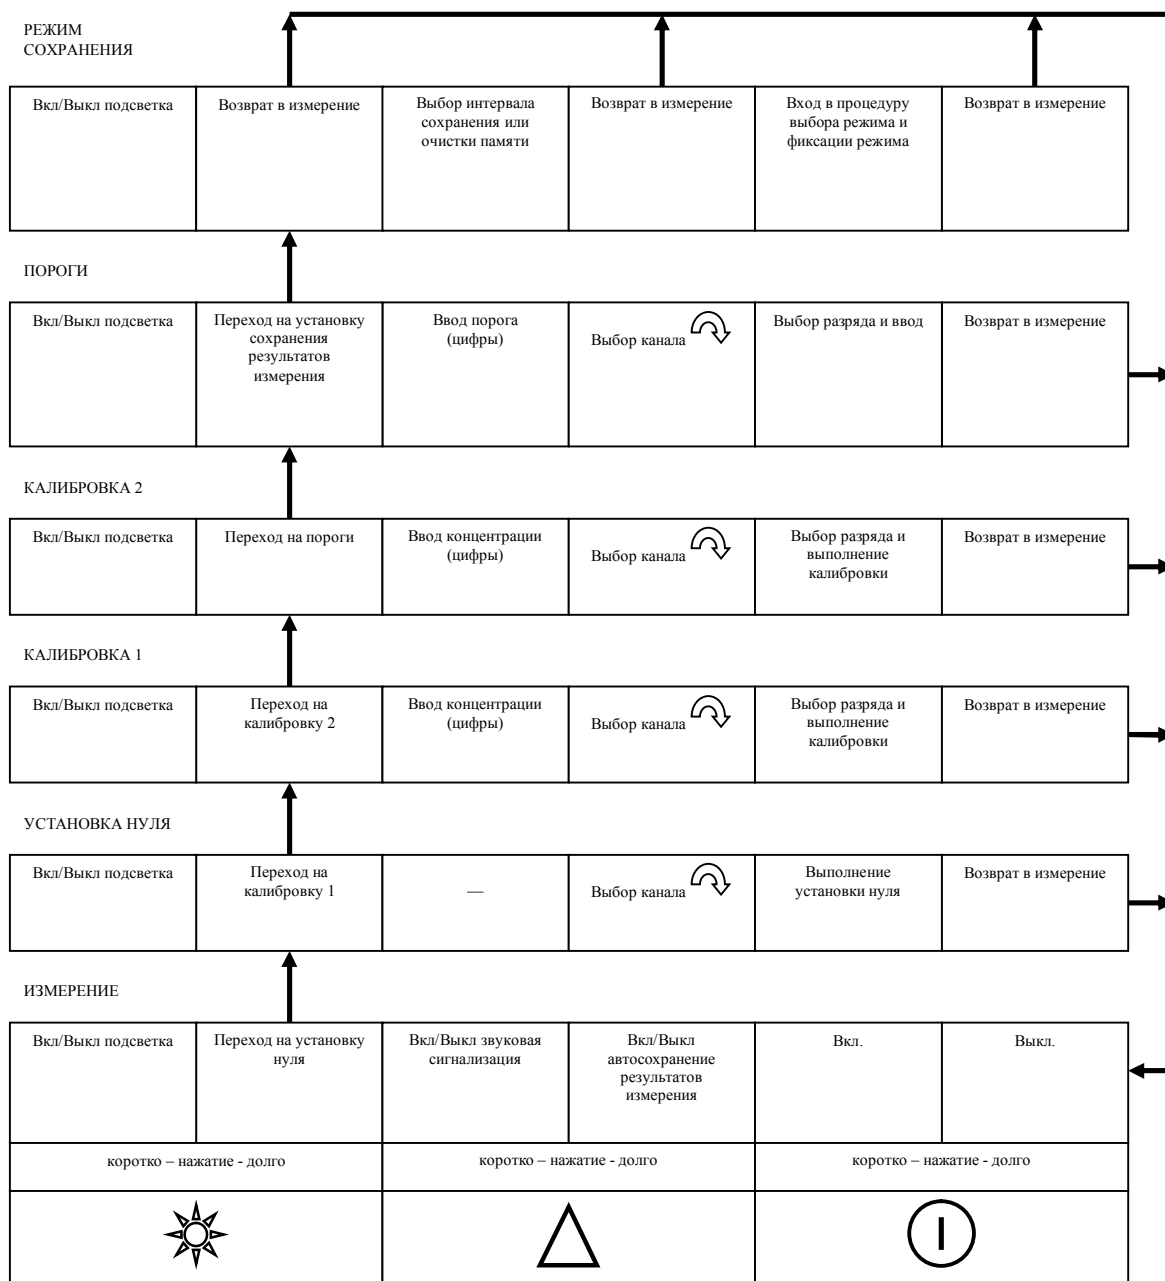 РЕЖИМ
СОХРАНЕНИЯ
Вкл/Выкл подсветка
Возврат в измерение
Выбор интервала
сохранения или
очистки памяти
Возврат в измерение
Вход в процедуру
выбора режима и
фиксации режима
Возврат в измерение
ПОРОГИ
Вкл/Выкл подсветка
Переход на установку
сохранения
результатов
измерения
Ввод порога
(цифры)
Выбор канала
Выбор разряда и ввод
Возврат в измерение
КАЛИБРОВКА 2
Вкл/Выкл подсветка
Переход на пороги
Ввод концентрации
(цифры)
Выбор канала
Выбор разряда и
выполнение
калибровки
Возврат в измерение
КАЛИБРОВКА 1
Вкл/Выкл подсветка
Переход на
калибровку 2
Ввод концентрации
(цифры)
Выбор канала
Выбор разряда и
выполнение
калибровки
Возврат в измерение
УСТАНОВКА НУЛЯ
Вкл/Выкл подсветка
Переход на
калибровку 1
—
Выбор канала
Выполнение
установки нуля
Возврат в измерение
ИЗМЕРЕНИЕ
Вкл/Выкл подсветка
Переход на установку
нуля
Вкл/Выкл звуковая
сигнализация
Вкл/Выкл
автосохранение
результатов
измерения
Вкл.
Выкл.
коротко – нажатие - долго
коротко – нажатие - долго
коротко – нажатие - долго